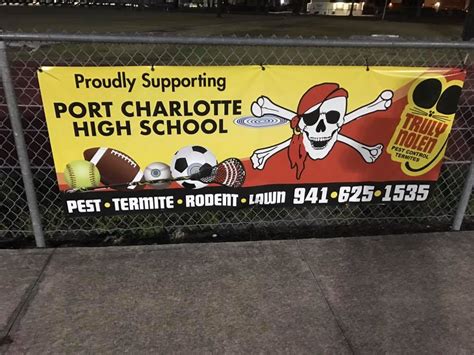 Proudly Supporting
PORT CHARLOTTE
HIGH SCHOOL
TRULY
NOLEN
PEST CONTROL
TERMITES
PEST • TERMITE • RODENT • LAWN 941•625•1535